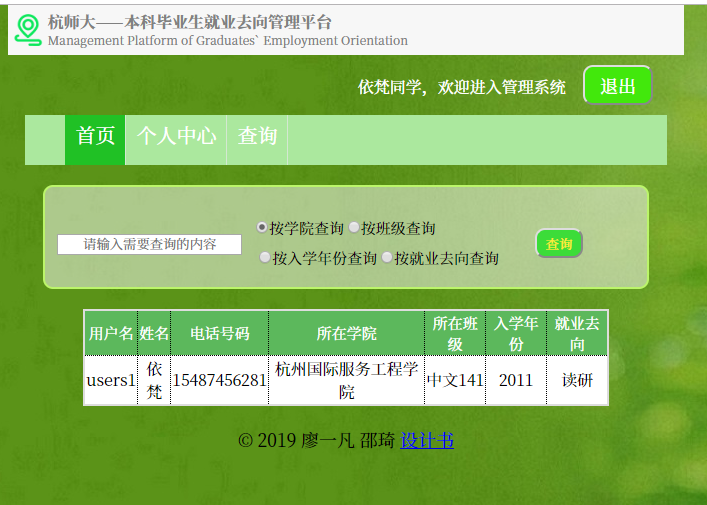 杭师大——本科毕业生就业去向管理平台
Management Platform of Graduates` Employment Orientation
依梵同学，欢迎进入管理系统 退出
首页 个人中心 查询
按学院查询 按班级查询
请输入需要查询的内容 查询
按入学年份查询 按就业去向查询
用户名 姓名 电话号码 所在学院 所在班级 入学年份 就业去向
users1 依梵 15487456281 杭州国际服务工程学院 中文141 2011 读研
© 2019 廖一凡 邵琦 设计书